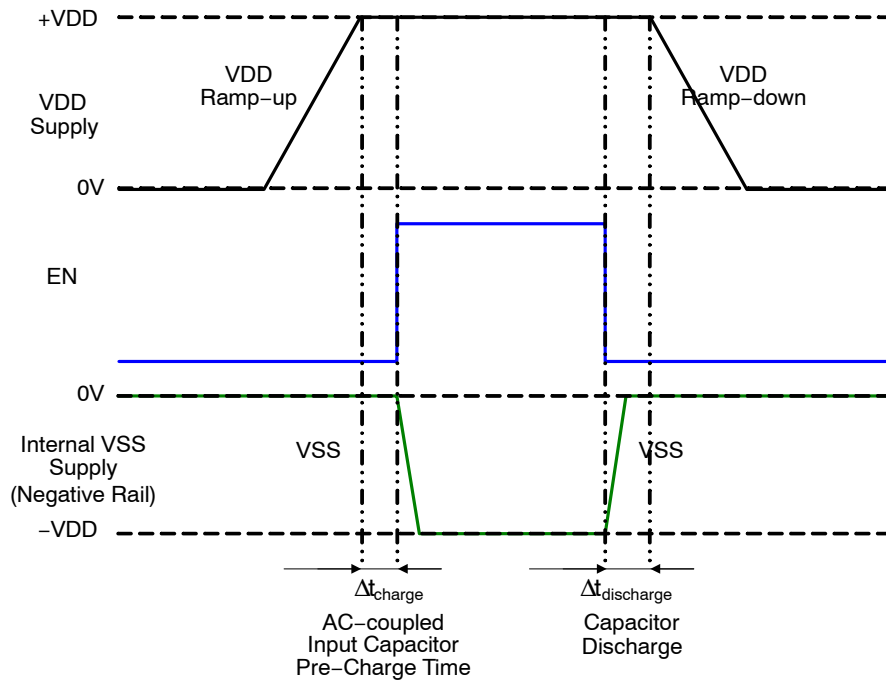 +VDD
VDD
Ramp−up
VDD
Ramp−down
VDD
Supply
0V
EN
0V
Internal VSS
Supply
(Negative Rail)
VSS
VSS
−VDD
Δtcharge
Δtdischarge
AC−coupled
Input Capacitor
Pre−Charge Time
Capacitor
Discharge